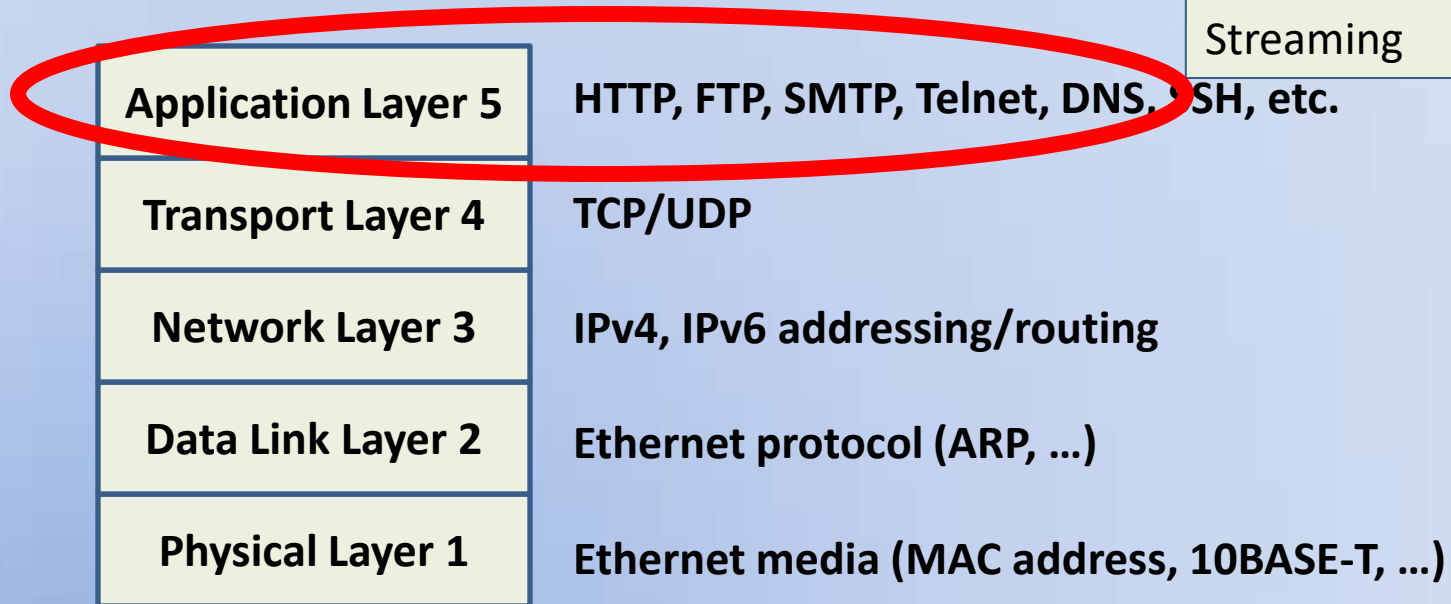 Streaming
Application Layer 5 HTTP, FTP, SMTP, Telnet, DNS, SSH, etc.
Transport Layer 4 TCP/UDP
Network Layer 3 IPv4, IPv6 addressing/routing
Data Link Layer 2 Ethernet protocol (ARP, …)
Physical Layer 1 Ethernet media (MAC address, 10BASE-T, …)